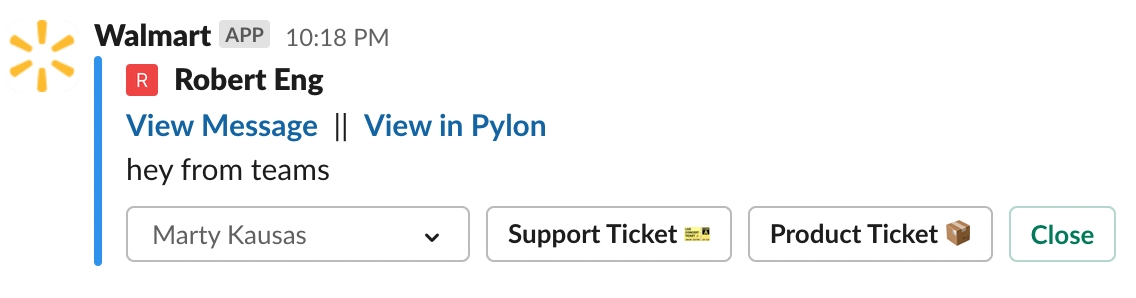 Walmart APP 10:18 PM
R Robert Eng
View Message || View in Pylon
hey from teams
Marty Kausas Support Ticket Product Ticket Close